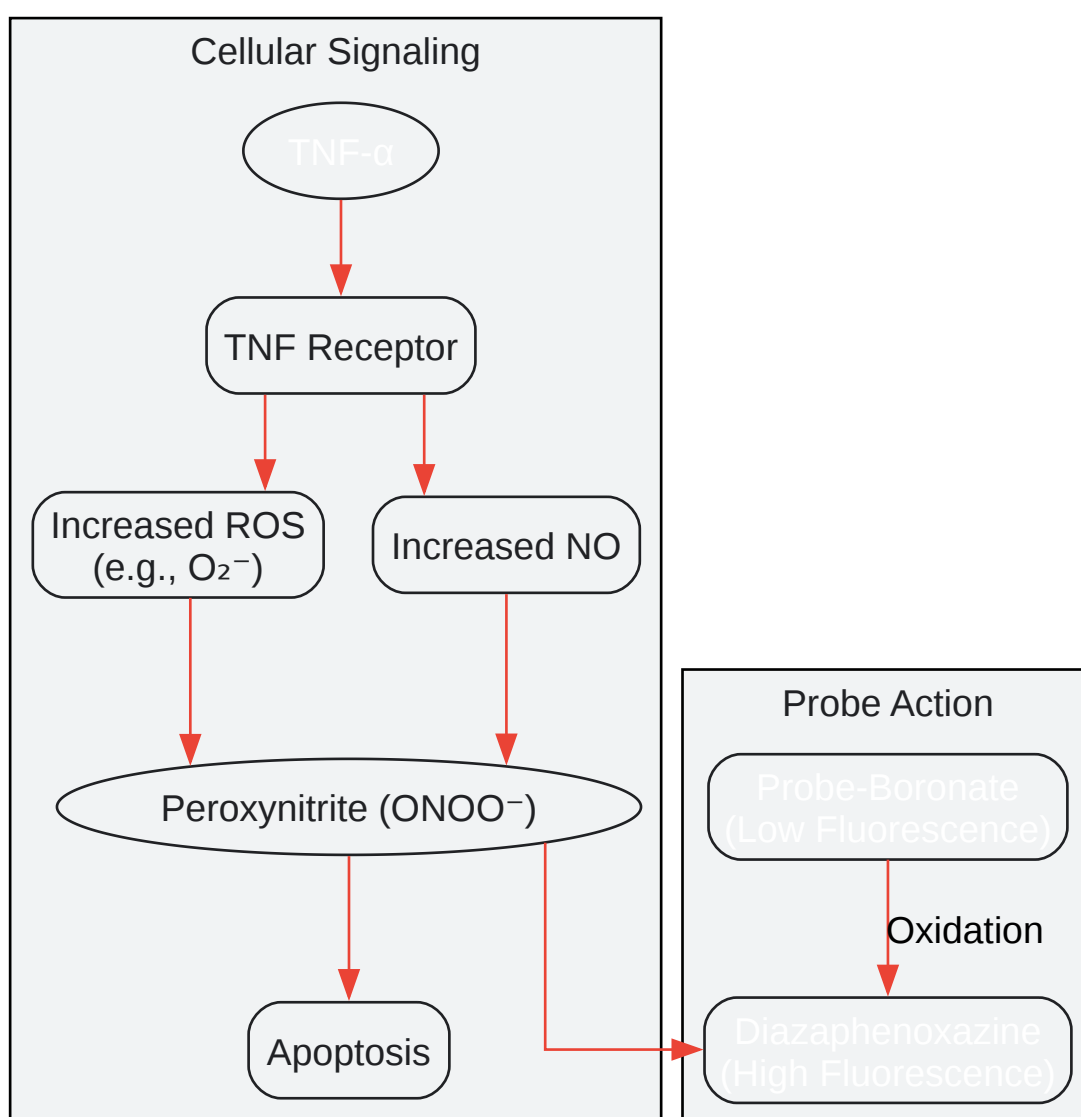 Cellular Signaling
TNF-α
TNF Receptor
Increased ROS
(e.g., O₂⁻)
Increased NO
Peroxynitrite (ONOO⁻)
Apoptosis
Probe Action
Probe-Boronate
(Low Fluorescence)
Oxidation
Diazaphenoxazine
(High Fluorescence)